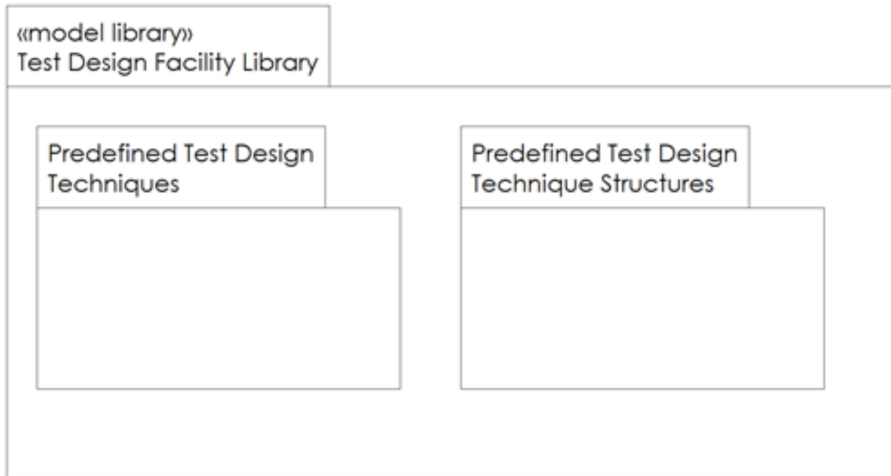 «model library»
Test Design Facility Library
Predefined Test Design
Techniques
Predefined Test Design
Technique Structures